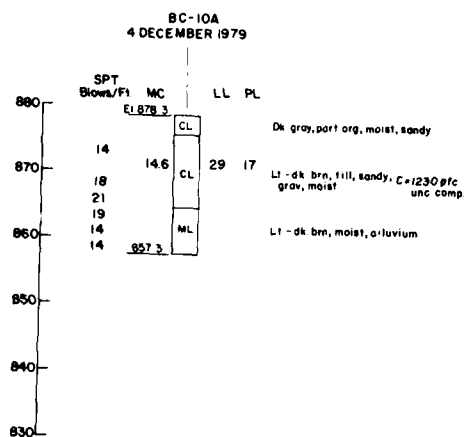 BC-10A
4 DECEMBER 1979
SPT
Blows/Ft. MC LL PL
880
El.878.3
CL Dk gray, part org, moist, sandy
14
870 14.6 CL 29 17
Lt - dk brn, till, sandy, C=1230 gfc
18 grav, moist unc comp.
21
19
860 14 ML Lt - dk brn, moist, alluvium
14 857.3
850
840
830